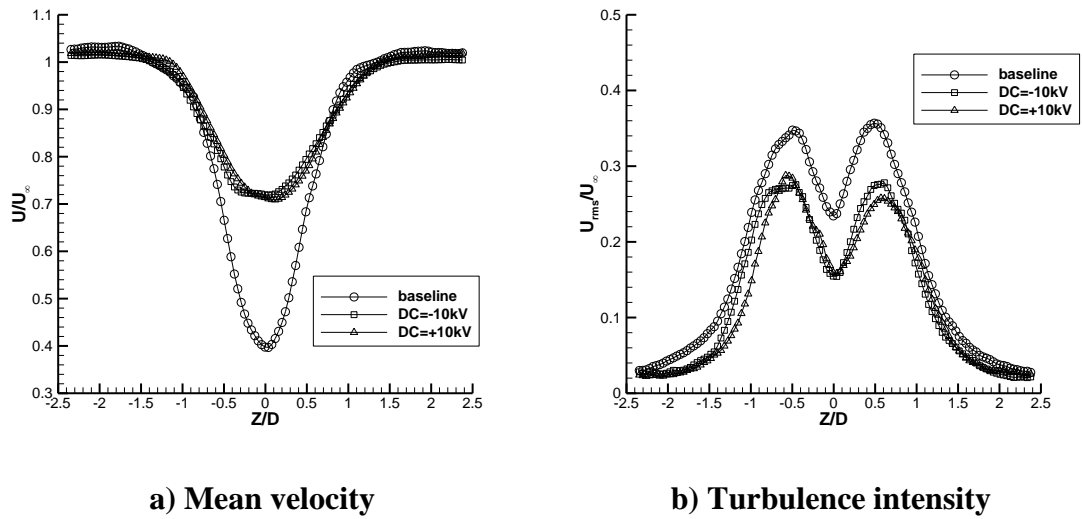 1.1
1
0.9
0.8
0.7
0.6
0.5
0.4
0.3
U/U∞
-2.5 -2 -1.5 -1 -0.5 0 0.5 1 1.5 2 2.5
Z/D
baseline
DC=-10kV
DC=+10kV
a) Mean velocity
0.5
0.4
0.3
0.2
0.1
0
Urms/U∞
-2.5 -2 -1.5 -1 -0.5 0 0.5 1 1.5 2 2.5
Z/D
baseline
DC=-10kV
DC=+10kV
b) Turbulence intensity